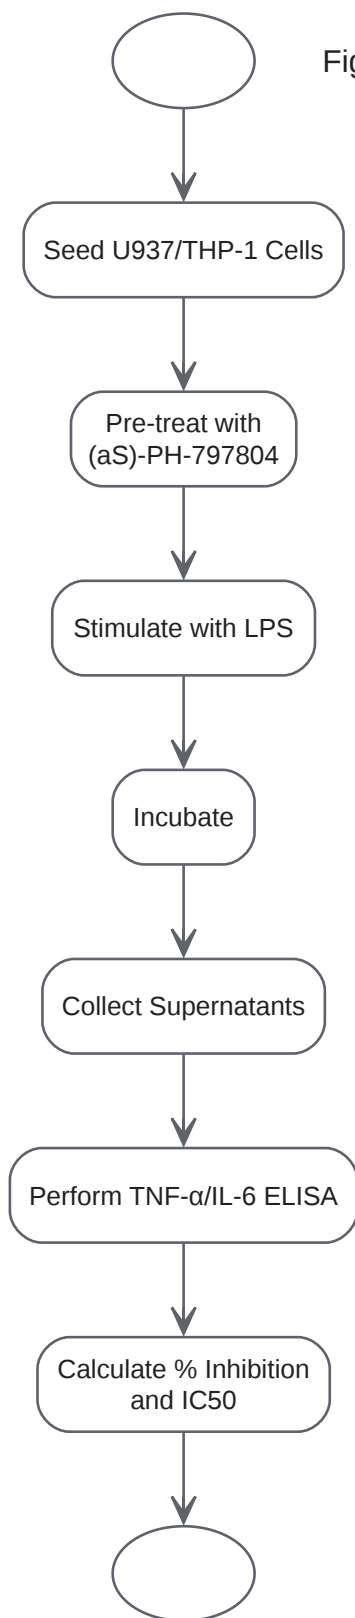 Fig
Seed U937/THP-1 Cells
Pre-treat with
(aS)-PH-797804
Stimulate with LPS
Incubate
Collect Supernatants
Perform TNF-α/IL-6 ELISA
Calculate % Inhibition
and IC50